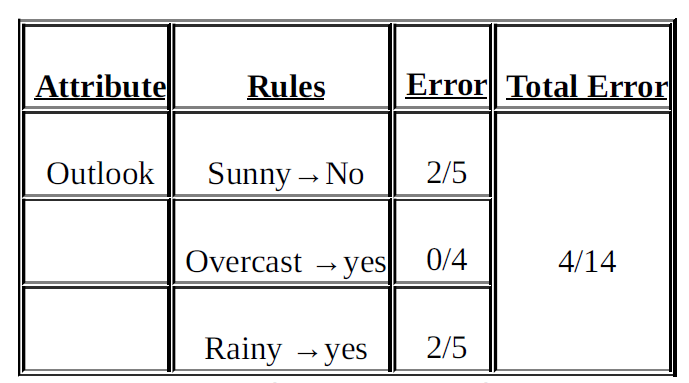 Attribute Rules Error Total Error
Outlook Sunny→No 2/5
Overcast →yes 0/4 4/14
Rainy →yes 2/5